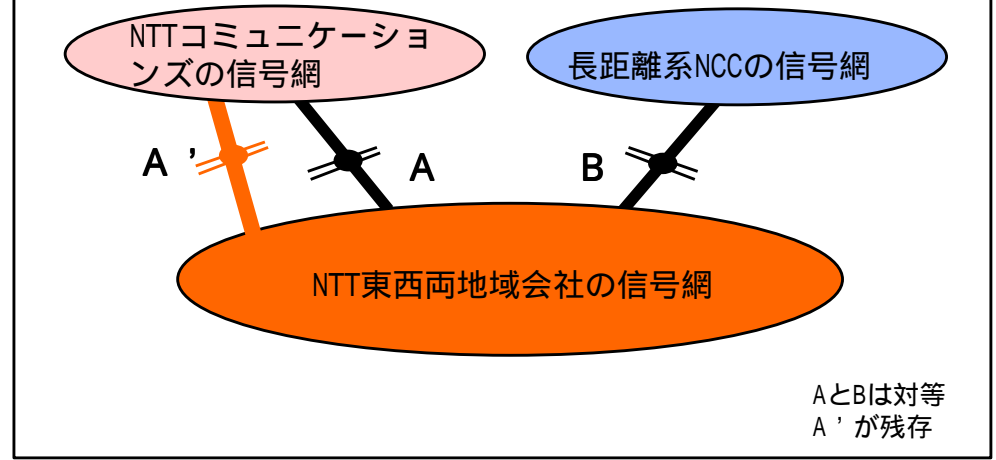 NTTコミュニケーショ
ンズの信号網
長距離系NCCの信号網
A ’
A
B
NTT東西両地域会社の信号網
AとBは対等
A ’ が残存